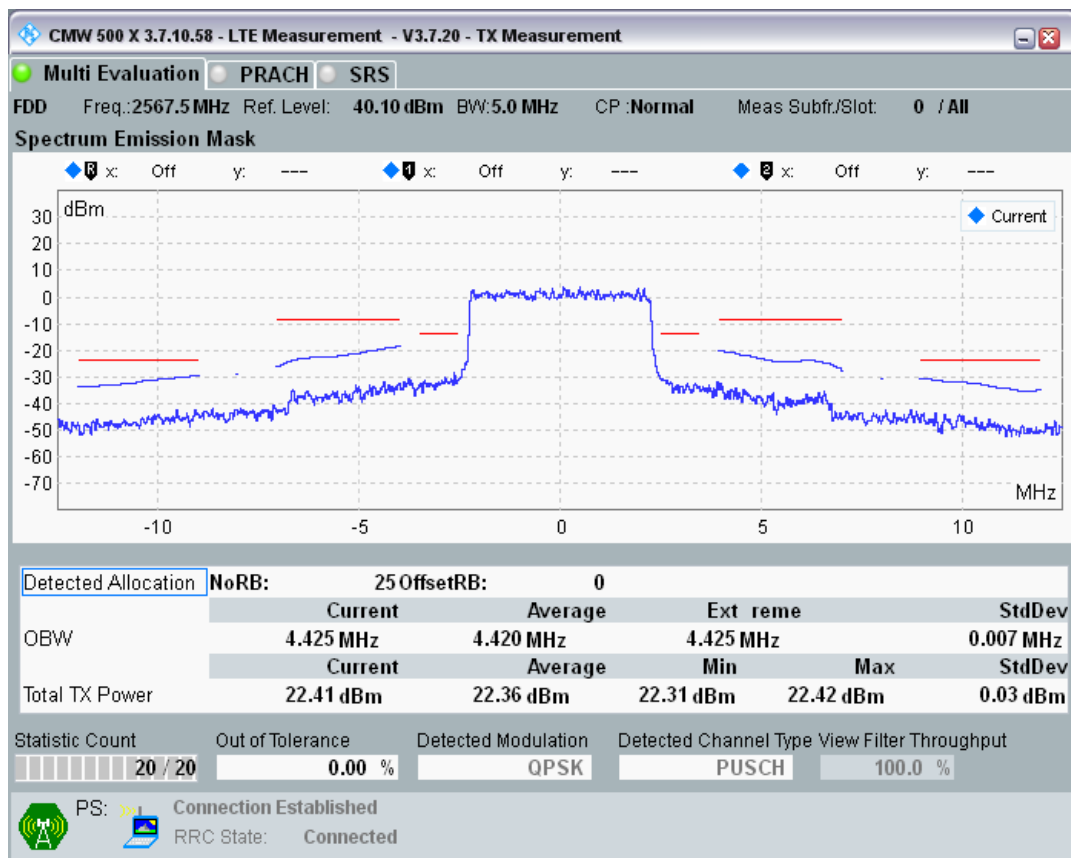 CMW 500 X 3.7.10.58 - LTE Measurement - V3.7.20 - TX Measurement
Multi Evaluation PRACH SRS
FDD Freq.:2567.5 MHz Ref. Level: 40.10 dBm BW:5.0 MHz CP :Normal Meas Subfr./Slot: 0 / All
Spectrum Emission Mask
R x: Off y: --- 1 x: Off y: --- 2 x: Off y: ---
dBm
Current
30
20
10
0
-10
-20
-30
-40
-50
-60
-70
MHz
-10 -5 0 5 10
Detected Allocation NoRB: 25 OffsetRB: 0
Current Average Ext reme StdDev
OBW 4.425 MHz 4.420 MHz 4.425 MHz 0.007 MHz
Current Average Min Max StdDev
Total TX Power 22.41 dBm 22.36 dBm 22.31 dBm 22.42 dBm 0.03 dBm
Statistic Count Out of Tolerance Detected Modulation Detected Channel Type View Filter Throughput
20 / 20 0.00 % QPSK PUSCH 100.0 %
PS: Connection Established
RRC State: Connected